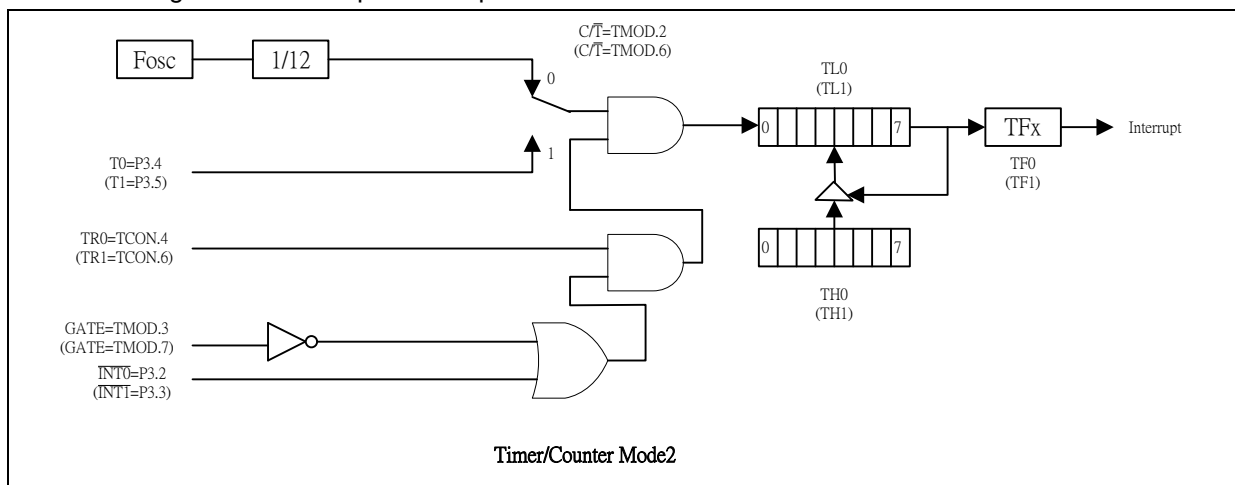 C/T̅=TMOD.2
(C/T̅=TMOD.6)
Fosc
1/12
0
TL0
(TL1)
0
7
TFx
Interrupt
TF0
(TF1)
1
T0=P3.4
(T1=P3.5)
TR0=TCON.4
(TR1=TCON.6)
0
7
TH0
(TH1)
GATE=TMOD.3
(GATE=TMOD.7)
I̅N̅T̅0̅=P3.2
(I̅N̅T̅1̅=P3.3)
Timer/Counter Mode2